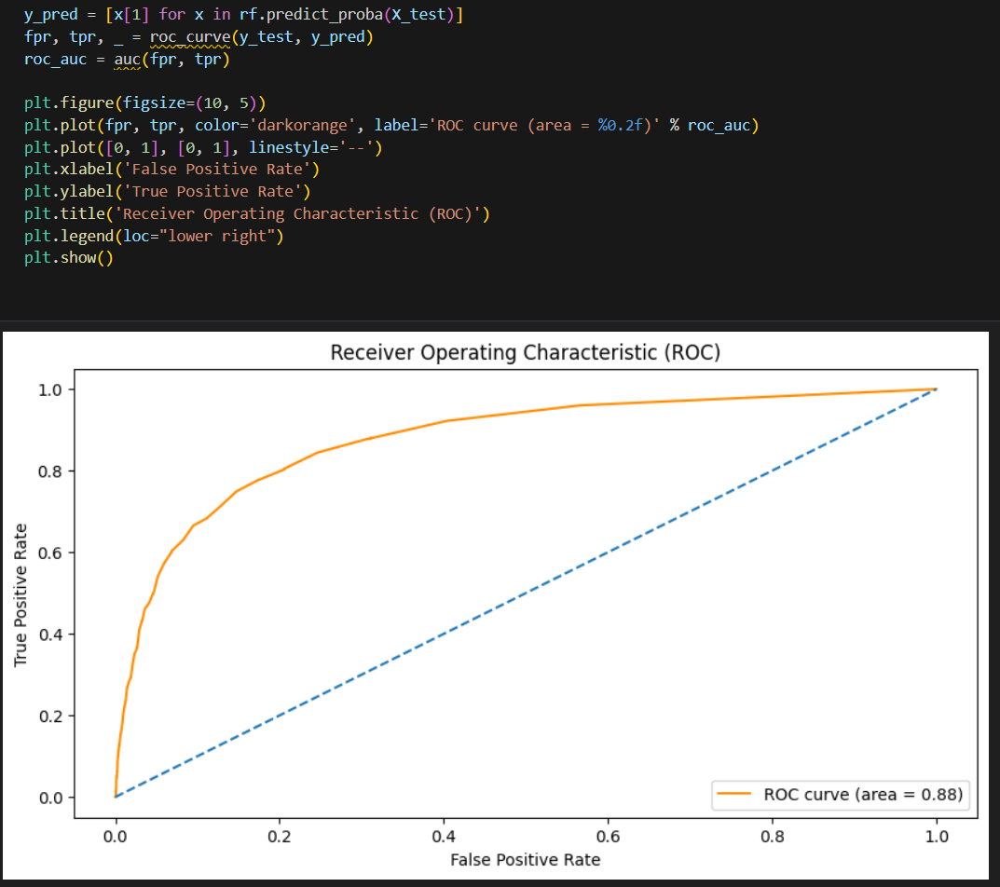 y_pred = [x[1] for x in rf.predict_proba(X_test)]
fpr, tpr, _ = roc_curve(y_test, y_pred)
roc_auc = auc(fpr, tpr)
plt.figure(figsize=(10, 5))
plt.plot(fpr, tpr, color='darkorange', label='ROC curve (area = %0.2f)' % roc_auc)
plt.plot([0, 1], [0, 1], linestyle='--')
plt.xlabel('False Positive Rate')
plt.ylabel('True Positive Rate')
plt.title('Receiver Operating Characteristic (ROC)')
plt.legend(loc="lower right")
plt.show()
Receiver Operating Characteristic (ROC)
True Positive Rate
1.0
0.8
0.6
0.4
0.2
0.0
ROC curve (area = 0.88)
0.0 0.2 0.4 0.6 0.8 1.0
False Positive Rate